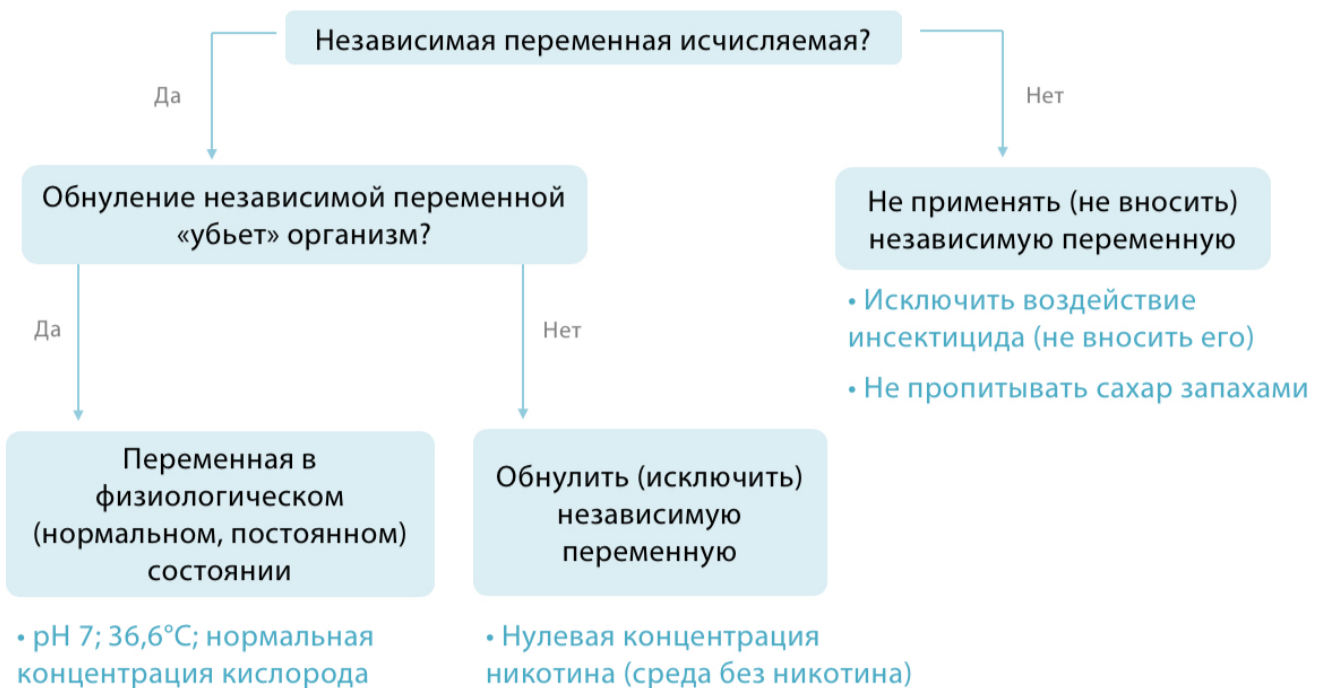 Независимая переменная исчисляемая?
Да
Нет
Обнуление независимой переменной
«убьет» организм?
Не применять (не вносить)
независимую переменную
• Исключить воздействие
инсектицида (не вносить его)
• Не пропитывать сахар запахами
Да
Нет
Переменная в
физиологическом
(нормальном, постоянном)
состоянии
Обнулить (исключить)
независимую
переменную
• pH 7; 36,6°C; нормальная
концентрация кислорода
• Нулевая концентрация
никотина (среда без никотина)